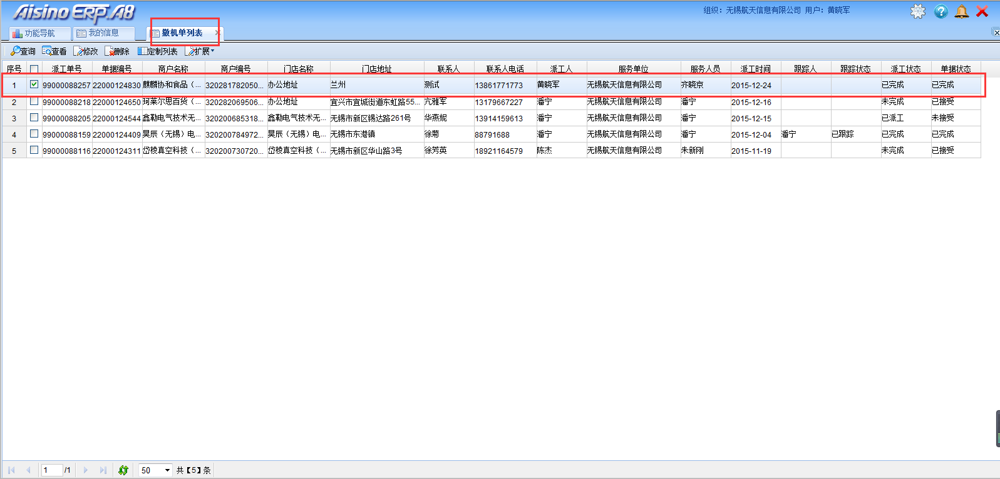 Aisino ERP.A8
组织：无锡航天信息有限公司 用户：黄晓军
功能导航 我的信息 撤机单列表
查询 查看 修改 删除 定制列表 扩展
序号 派工单号 单据编号 商户名称 商户编号 门店名称 门店地址 联系人 联系人电话 派工人 服务单位 服务人员 派工时间 跟踪人 跟踪状态 派工状态 单据状态
1 99000088257 22000124830 麒麟协和食品（... 320281782050... 办公地址 兰州 测试 13861771773 黄晓军 无锡航天信息有限公司 齐晓京 2015-12-24 已完成 已完成
2 99000088218 22000124650 珂莱尔思百货（... 320282069506... 办公地址 宜兴市宜城街道东虹路55... 亢雅军 13179667227 潘宁 无锡航天信息有限公司 潘宁 2015-12-16 未完成 已接受
3 99000088205 22000124544 鑫勒电气技术无... 320200685318... 鑫勒电气技术无... 无锡市新区锡达路261号 华燕妮 13914159613 潘宁 无锡航天信息有限公司 潘宁 2015-12-15 已派工 未接受
4 99000088159 22000124409 昊辰（无锡）电... 320200784972... 昊辰（无锡）电... 无锡市东港镇 徐菊 88791688 潘宁 无锡航天信息有限公司 潘宁 2015-12-04 潘宁 已跟踪 已完成 已完成
5 99000088116 22000124311 岱棱真空科技（... 320200730720... 岱棱真空科技（... 无锡市新区华山路3号 徐芳英 18921164579 陈杰 无锡航天信息有限公司 朱新刚 2015-11-19 未完成 已接受
1 /1 50 共【5】条